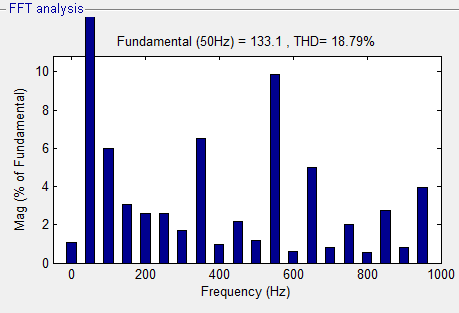 FFT analysis
Fundamental (50Hz) = 133.1 , THD= 18.79%
Mag (% of Fundamental)
10
8
6
4
2
0
0 200 400 600 800 1000
Frequency (Hz)